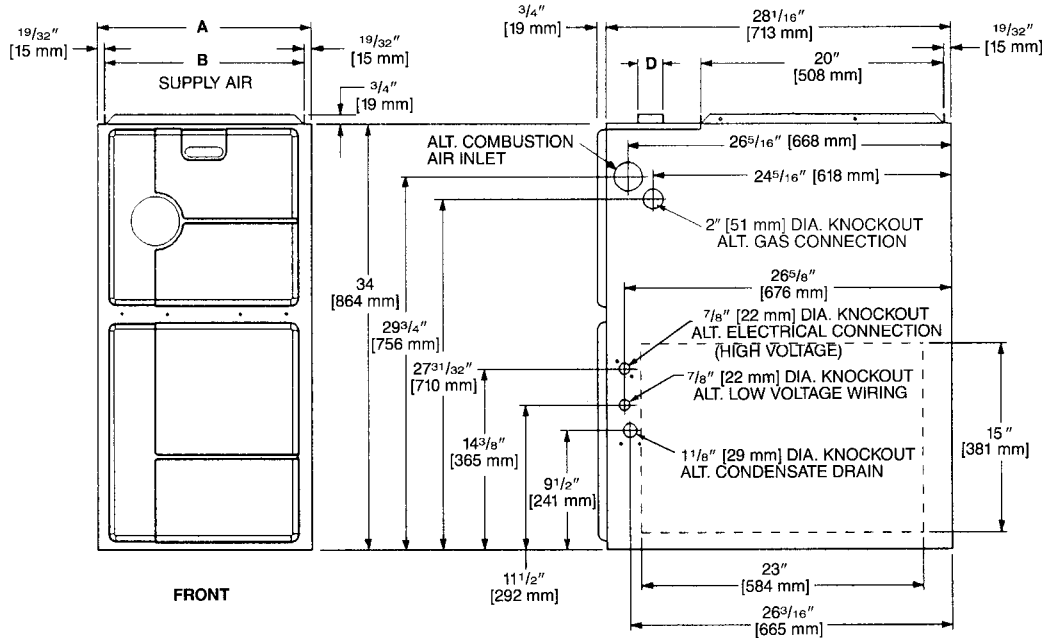 19/32"
[15 mm]
A
B
SUPPLY AIR
19/32"
[15 mm]
3/4"
[19 mm]
3/4"
[19 mm]
28 1/16"
[713 mm]
19/32"
[15 mm]
D
20"
[508 mm]
ALT. COMBUSTION
AIR INLET
26 5/16" [668 mm]
24 5/16" [618 mm]
2" [51 mm] DIA. KNOCKOUT
ALT. GAS CONNECTION
34
[864 mm]
29 3/4"
[756 mm]
27 31/32"
[710 mm]
26 5/8"
[676 mm]
7/8" [22 mm] DIA. KNOCKOUT
ALT. ELECTRICAL CONNECTION
(HIGH VOLTAGE)
7/8" [22 mm] DIA. KNOCKOUT
ALT. LOW VOLTAGE WIRING
14 3/8"
[365 mm]
1 1/8" [29 mm] DIA. KNOCKOUT
ALT. CONDENSATE DRAIN
9 1/2"
[241 mm]
15"
[381 mm]
11 1/2"
[292 mm]
23"
[584 mm]
26 3/16"
[665 mm]
FRONT